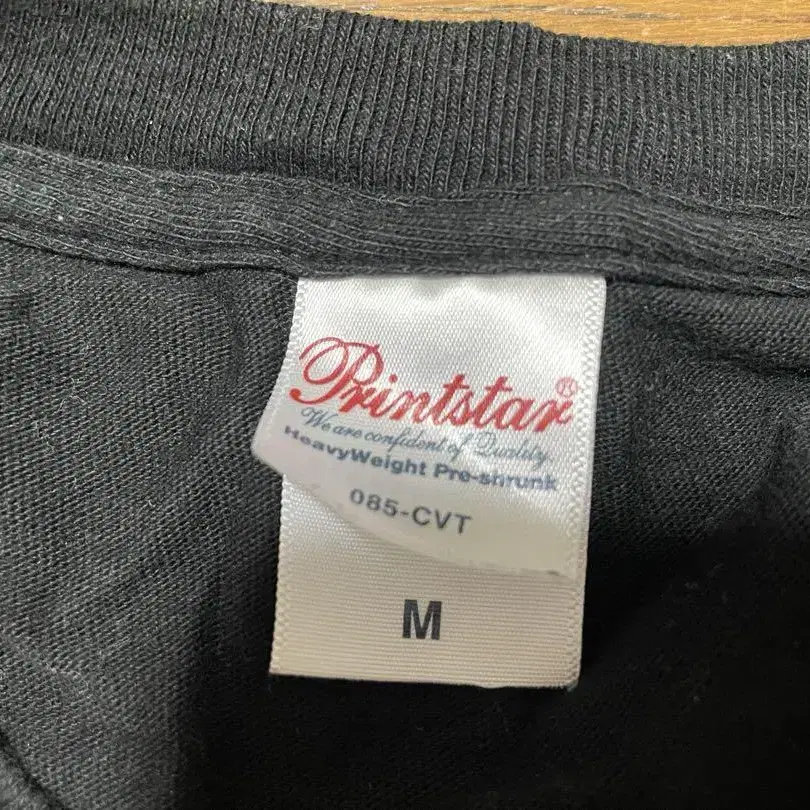 Printstar®
We are confident of Quality.
HeavyWeight Pre-shrunk
085-CVT
M